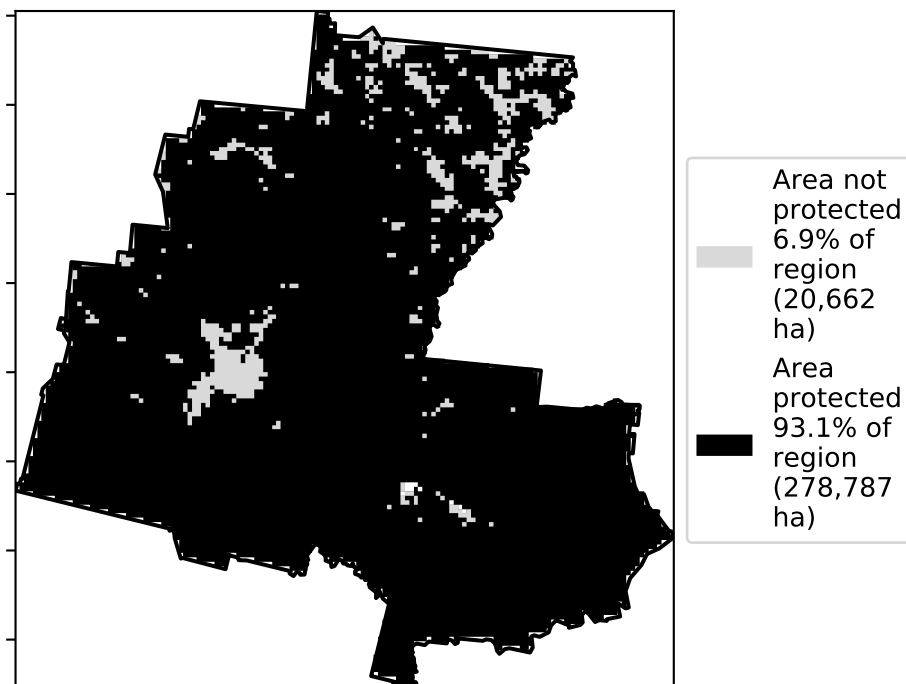 Area not
protected
6.9% of
region
(20,662
ha)
Area
protected
93.1% of
region
(278,787
ha)